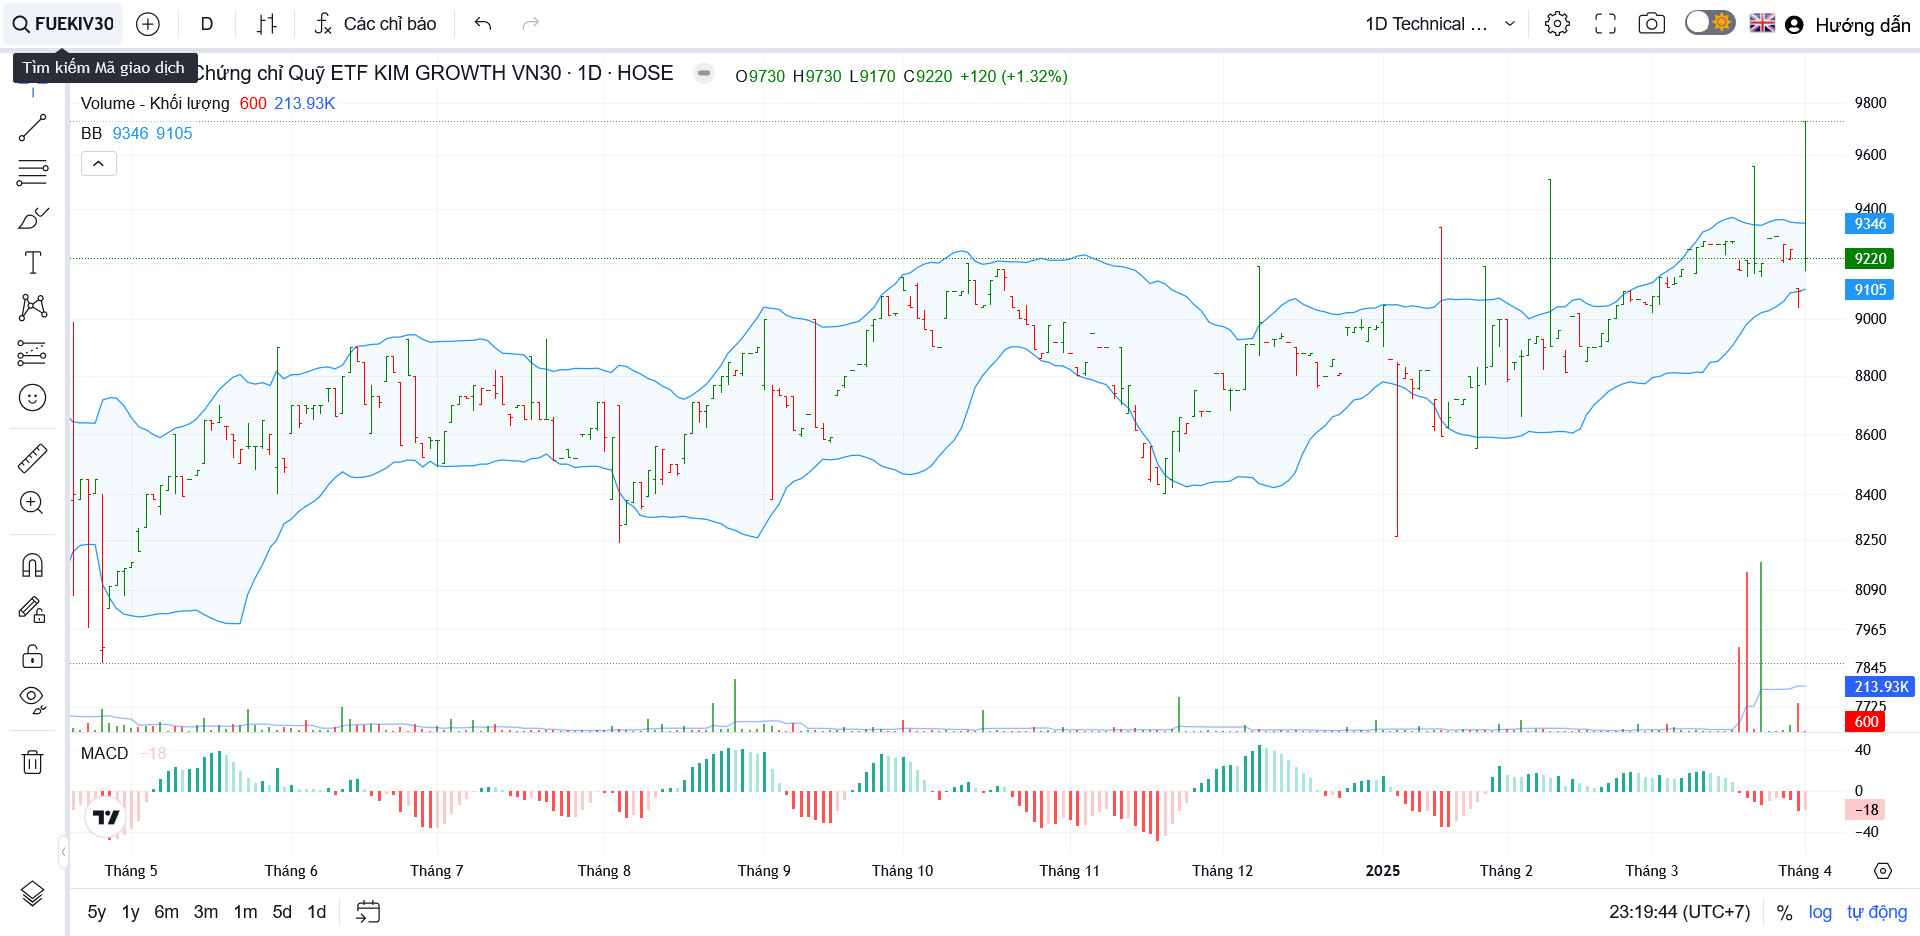 FUEKIV30 D Các chỉ báo 1D Technical ... Hướng dẫn
Tìm kiếm Mã giao dịch
Chứng chỉ Quỹ ETF KIM GROWTH VN30 · 1D · HOSE O9730 H9730 L9170 C9220 +120 (+1.32%)
Volume - Khối lượng 600 213.93K
BB 9346 9105
9800
9600
9400
9346
9220
9105
9000
8800
8600
8400
8250
8090
7965
7845
213.93K
7725
600
MACD −18
40
0
−18
−40
Tháng 5 Tháng 6 Tháng 7 Tháng 8 Tháng 9 Tháng 10 Tháng 11 Tháng 12 2025 Tháng 2 Tháng 3 Tháng 4
5y 1y 6m 3m 1m 5d 1d 23:19:44 (UTC+7) % log tự động